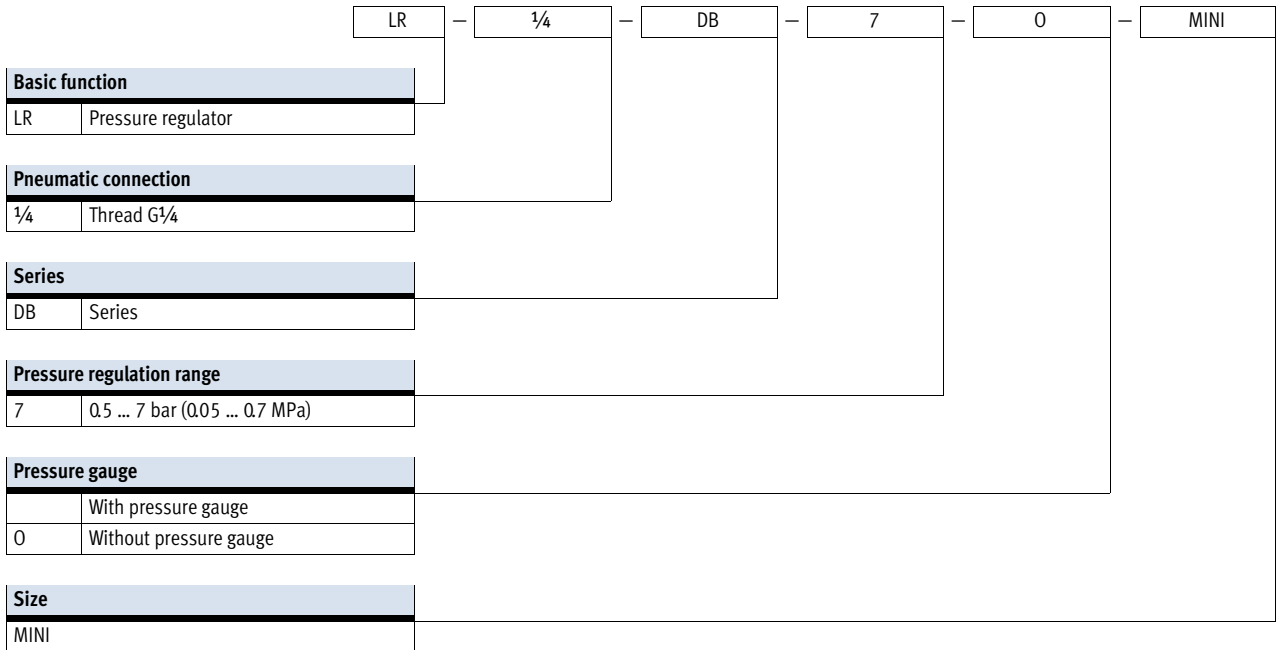 LR – ¼ – DB – 7 – O – MINI
Basic function
LR Pressure regulator
Pneumatic connection
¼ Thread G¼
Series
DB Series
Pressure regulation range
7 0.5 ... 7 bar (0.05 ... 0.7 MPa)
Pressure gauge
With pressure gauge
O Without pressure gauge
Size
MINI